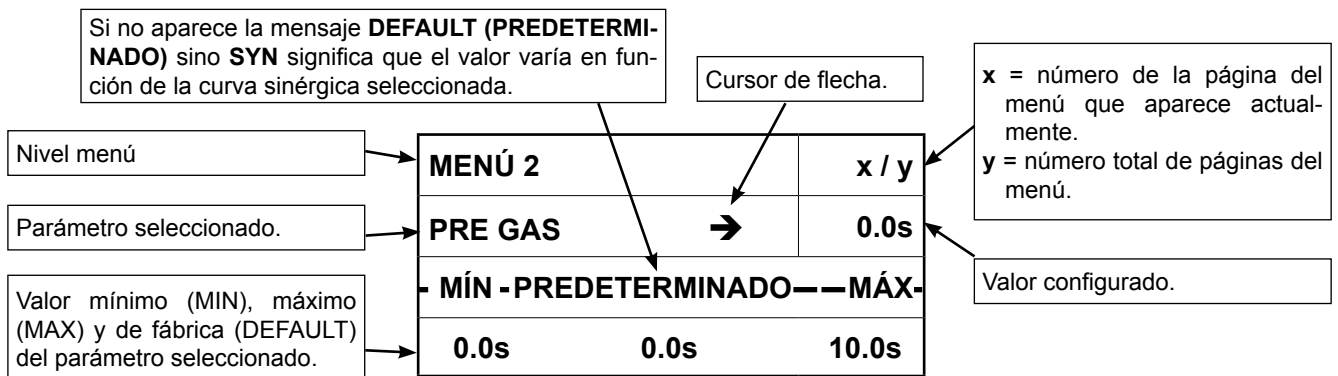 Si no aparece la mensaje DEFAULT (PREDETERMI-
NADO) sino SYN significa que el valor varía en fun-
ción de la curva sinérgica seleccionada.
Cursor de flecha.
x = número de la página del
menú que aparece actual-
mente.
y = número total de páginas del
menú.
Nivel menú
MENÚ 2 x / y
Parámetro seleccionado.
PRE GAS ➔ 0.0s
- MÍN - PREDETERMINADO — — MÁX -
Valor configurado.
Valor mínimo (MIN), máximo
(MAX) y de fábrica (DEFAULT)
del parámetro seleccionado.
0.0s 0.0s 10.0s